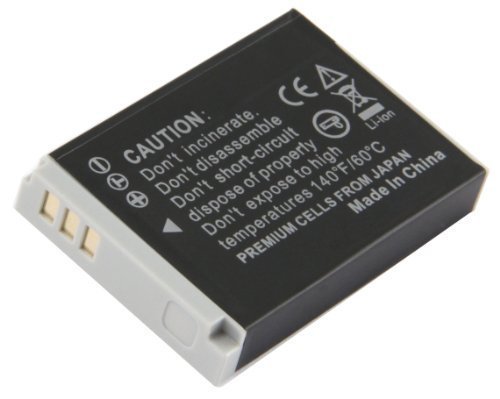 CAUTION:
Don't incinerate.
Don't disassemble
Don't short-circuit
dispose of property
Don't expose to high
temperatures 140°F/60°C
PREMIUM CELLS FROM JAPAN
Made In China
CE
Li-ion